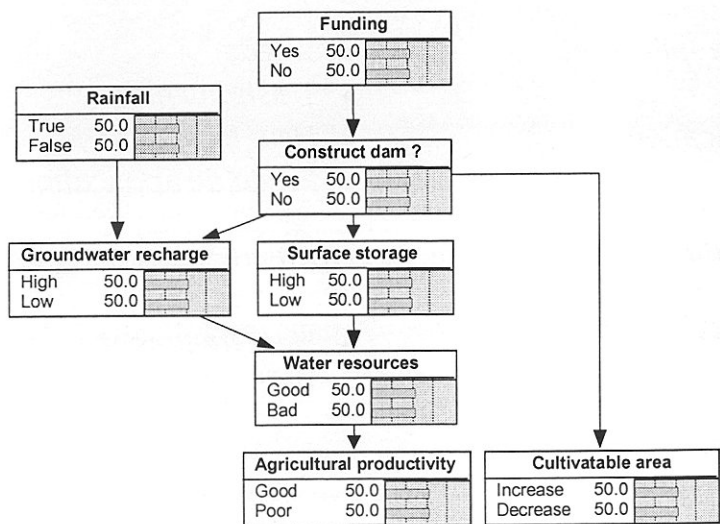 Funding
Yes 50.0
No 50.0
Rainfall
True 50.0
False 50.0
Construct dam ?
Yes 50.0
No 50.0
Groundwater recharge
High 50.0
Low 50.0
Surface storage
High 50.0
Low 50.0
Water resources
Good 50.0
Bad 50.0
Agricultural productivity
Good 50.0
Poor 50.0
Cultivatable area
Increase 50.0
Decrease 50.0